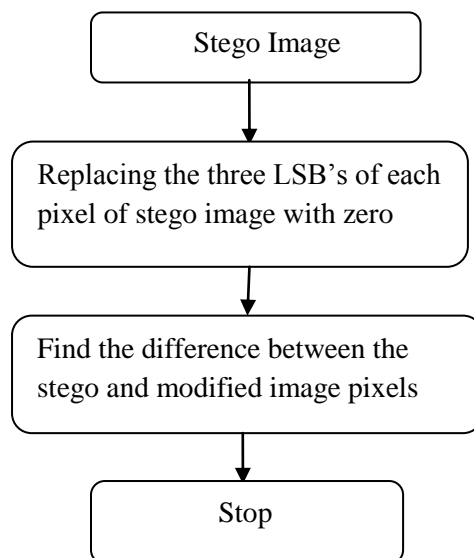 Stego Image
Replacing the three LSB's of each
pixel of stego image with zero
Find the difference between the
stego and modified image pixels
Stop